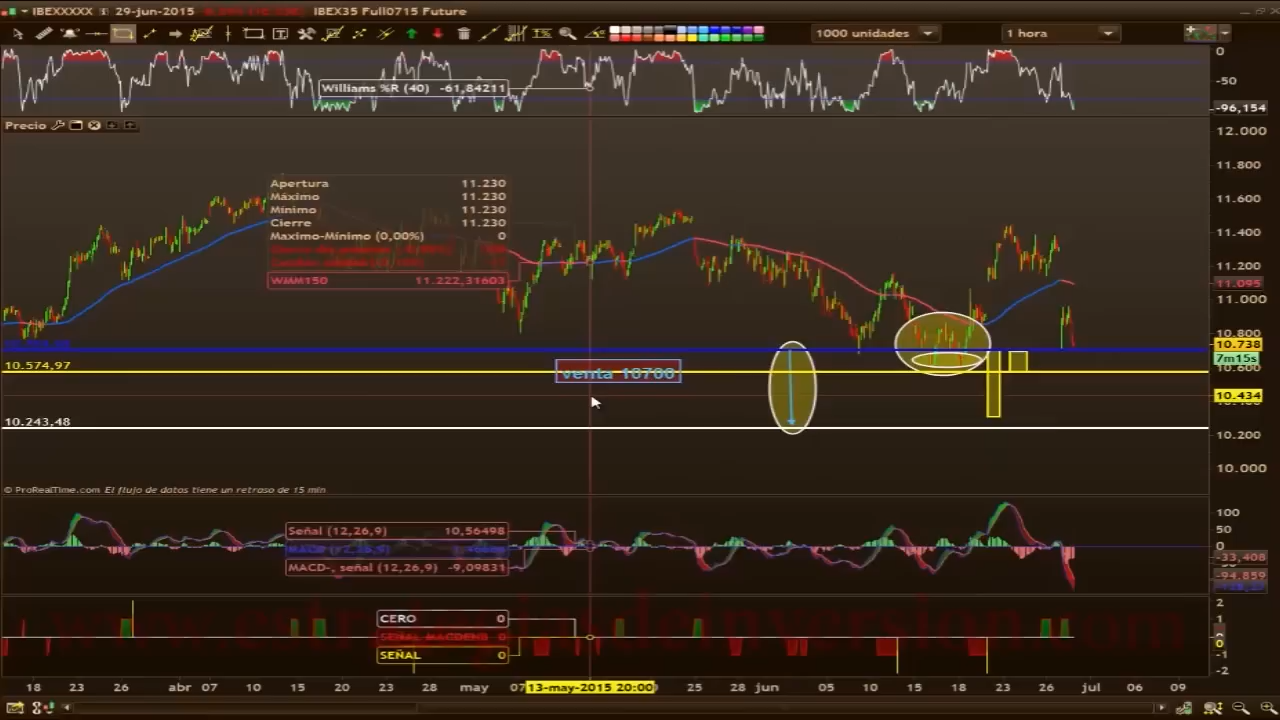 IBEXXXXX 29-jun-2015 IBEX35 Full0715 Future
1000 unidades 1 hora
Williams %R (40) -61,84211
0
-50
-96,154
Precio
12.000
11.800
11.600
11.400
11.200
11.095
11.000
10.800
10.738
7m15s
10.600
10.434
10.200
10.000
Apertura 11.230
Máximo 11.230
Mínimo 11.230
Cierre 11.230
Maximo-Mínimo (0,00%) 0
WMM150 11.222,31603
10.574,97
venta 10700
10.243,48
© ProRealTime.com El flujo de datos tiene un retraso de 15 min
Señal (12,26,9) 10,56498
MACD-, señal (12,26,9) -9,09831
100
50
0
-33,408
-94,859
CERO 0
SEÑAL MACDENB 0
SEÑAL 0
2
1
0
-1
-2
18 23 26 abr 07 10 15 20 23 28 may 07 13-may-2015 20:00 25 28 jun 05 10 15 18 23 26 jul 06 09